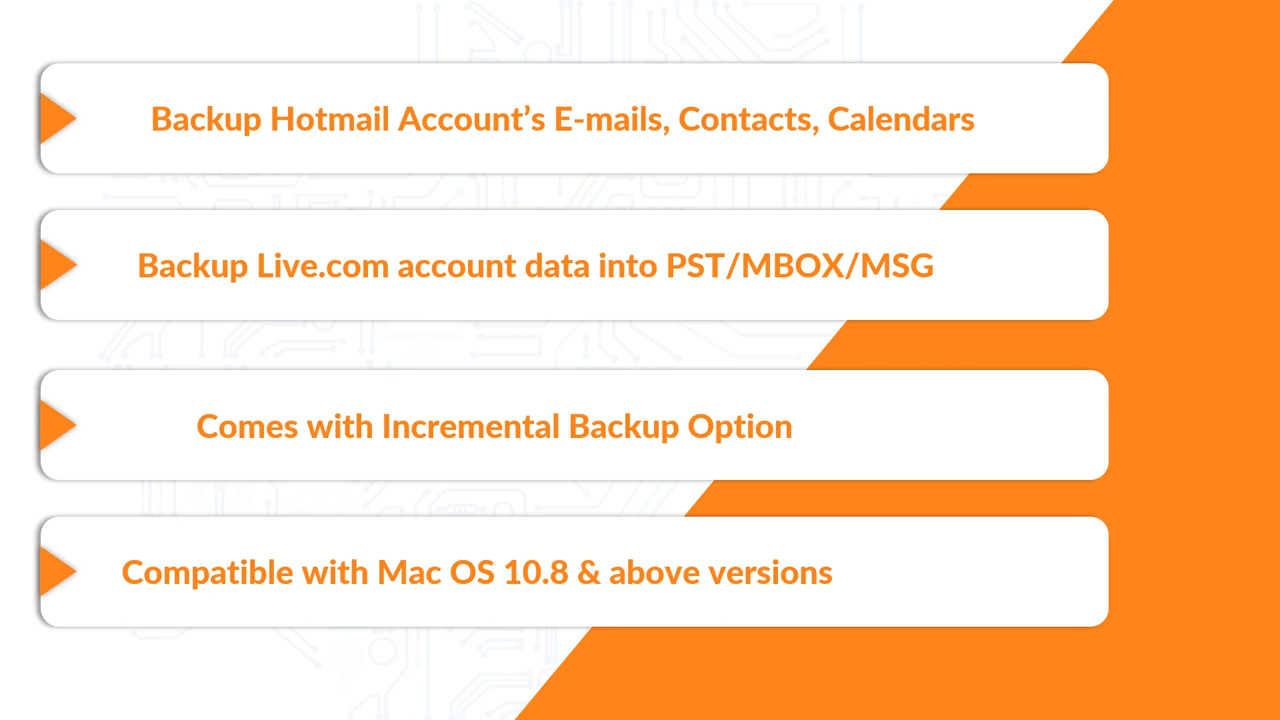 Backup Hotmail Account’s E-mails, Contacts, Calendars
Backup Live.com account data into PST/MBOX/MSG
Comes with Incremental Backup Option
Compatible with Mac OS 10.8 & above versions